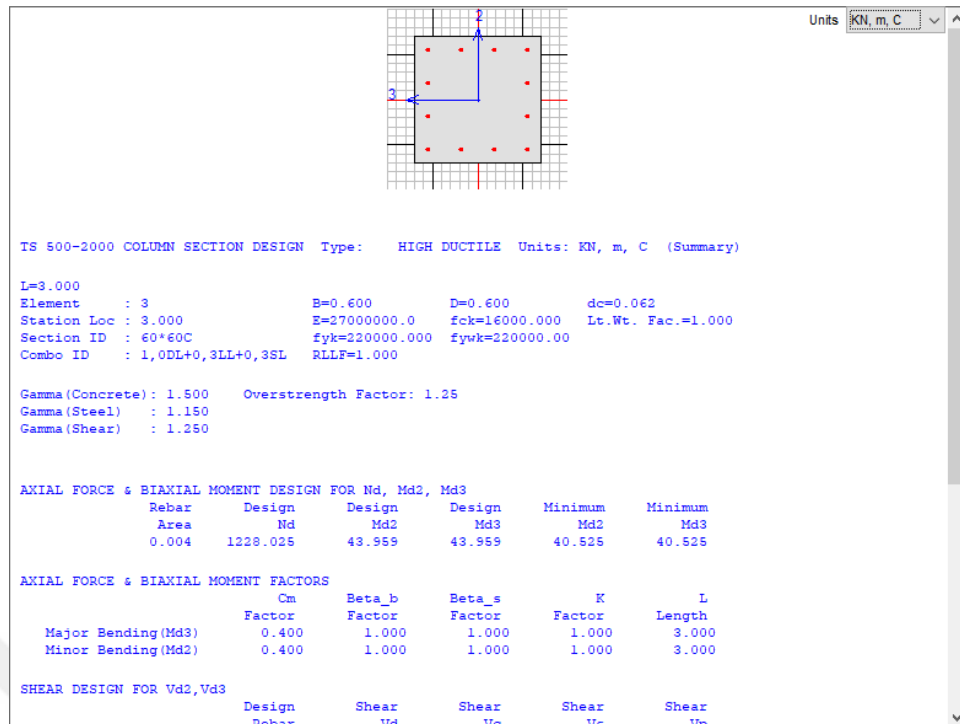 Units KN, m, C
2
3
TS 500-2000 COLUMN SECTION DESIGN Type: HIGH DUCTILE Units: KN, m, C (Summary)
L=3.000
Element : 3 B=0.600 D=0.600 dc=0.062
Station Loc : 3.000 E=27000000.0 fck=16000.000 Lt.Wt. Fac.=1.000
Section ID : 60*60C fyk=220000.000 fywk=220000.00
Combo ID : 1,0DL+0,3LL+0,3SL RLLF=1.000
Gamma(Concrete): 1.500 Overstrength Factor: 1.25
Gamma(Steel) : 1.150
Gamma(Shear) : 1.250
AXIAL FORCE & BIAXIAL MOMENT DESIGN FOR Nd, Md2, Md3
Rebar Design Design Design Minimum Minimum
Area Nd Md2 Md3 Md2 Md3
0.004 1228.025 43.959 43.959 40.525 40.525
AXIAL FORCE & BIAXIAL MOMENT FACTORS
Cm Beta_b Beta_s K L
Factor Factor Factor Factor Length
Major Bending(Md3) 0.400 1.000 1.000 1.000 3.000
Minor Bending(Md2) 0.400 1.000 1.000 1.000 3.000
SHEAR DESIGN FOR Vd2,Vd3
Design Shear Shear Shear Shear
Rebar Vd Vc Vs Vp